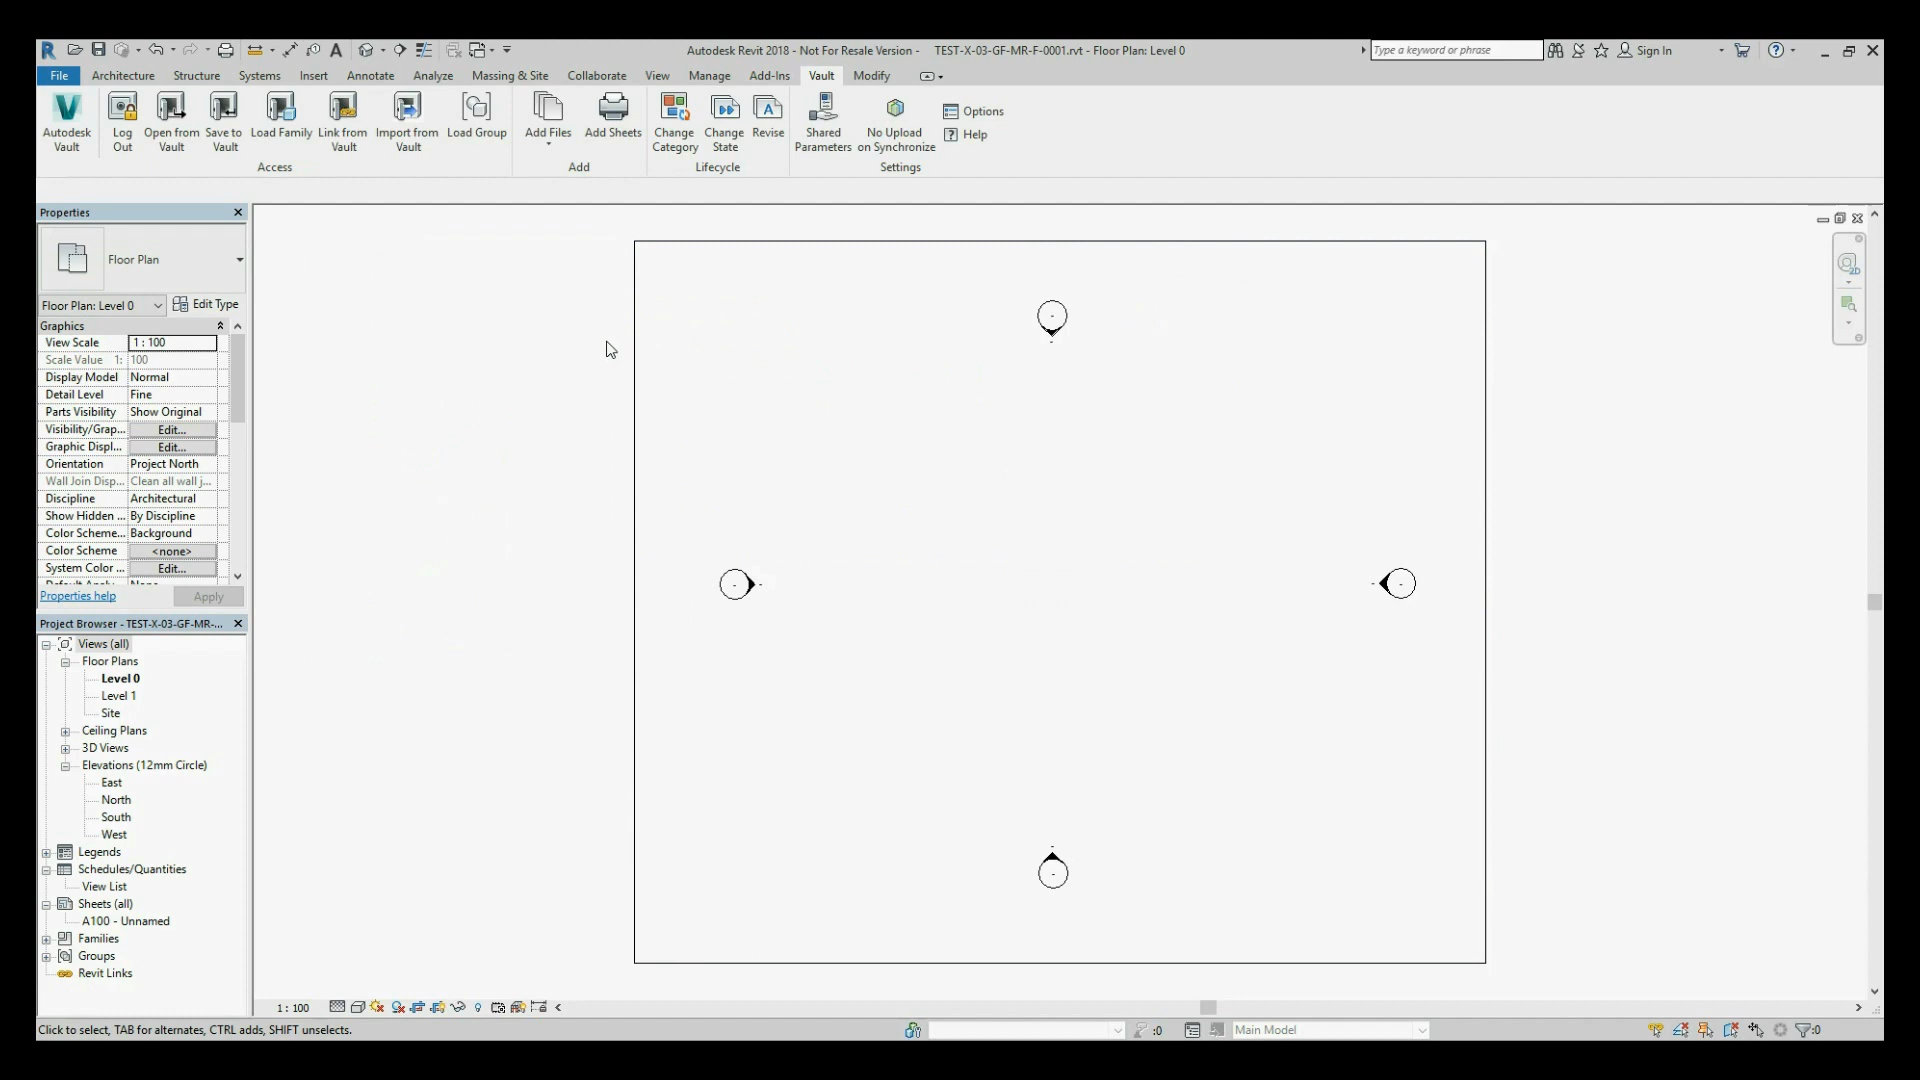 Autodesk Revit 2018 - Not For Resale Version - TEST-X-03-GF-MR-F-0001.rvt - Floor Plan: Level 0
Type a keyword or phrase
Sign In
File Architecture Structure Systems Insert Annotate Analyze Massing & Site Collaborate View Manage Add-Ins Vault Modify
Autodesk Vault
Log Out
Open from Vault
Save to Vault
Load Family
Link from Vault
Import from Vault
Load Group
Add Files
Add Sheets
Change Category
Change State
Revise
Shared Parameters
No Upload on Synchronize
Options
Help
Access
Add
Lifecycle
Settings
Properties
Floor Plan
Floor Plan: Level 0
Edit Type
Graphics
View Scale 1 : 100
Scale Value 1: 100
Display Model Normal
Detail Level Fine
Parts Visibility Show Original
Visibility/Grap... Edit...
Graphic Displ... Edit...
Orientation Project North
Wall Join Disp... Clean all wall j...
Discipline Architectural
Show Hidden ... By Discipline
Color Scheme... Background
Color Scheme <none>
System Color ... Edit...
Properties help
Apply
Project Browser - TEST-X-03-GF-MR-...
Views (all)
Floor Plans
Level 0
Level 1
Site
Ceiling Plans
3D Views
Elevations (12mm Circle)
East
North
South
West
Legends
Schedules/Quantities
View List
Sheets (all)
A100 - Unnamed
Families
Groups
Revit Links
2D
1 : 100
Click to select, TAB for alternates, CTRL adds, SHIFT unselects.
:0
Main Model
:0